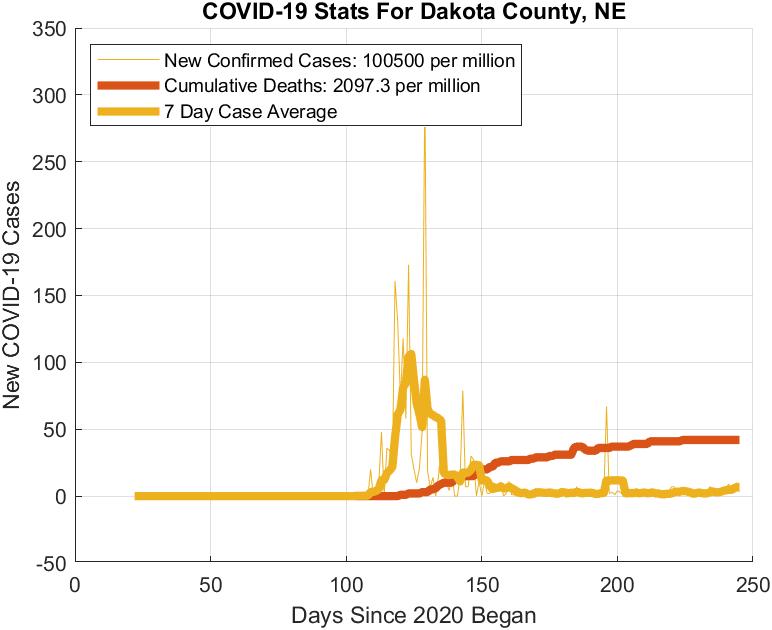 COVID-19 Stats For Dakota County, NE
350
300
250
200
150
100
50
0
-50
New COVID-19 Cases
New Confirmed Cases: 100500 per million
Cumulative Deaths: 2097.3 per million
7 Day Case Average
0
50
100
150
200
250
Days Since 2020 Began